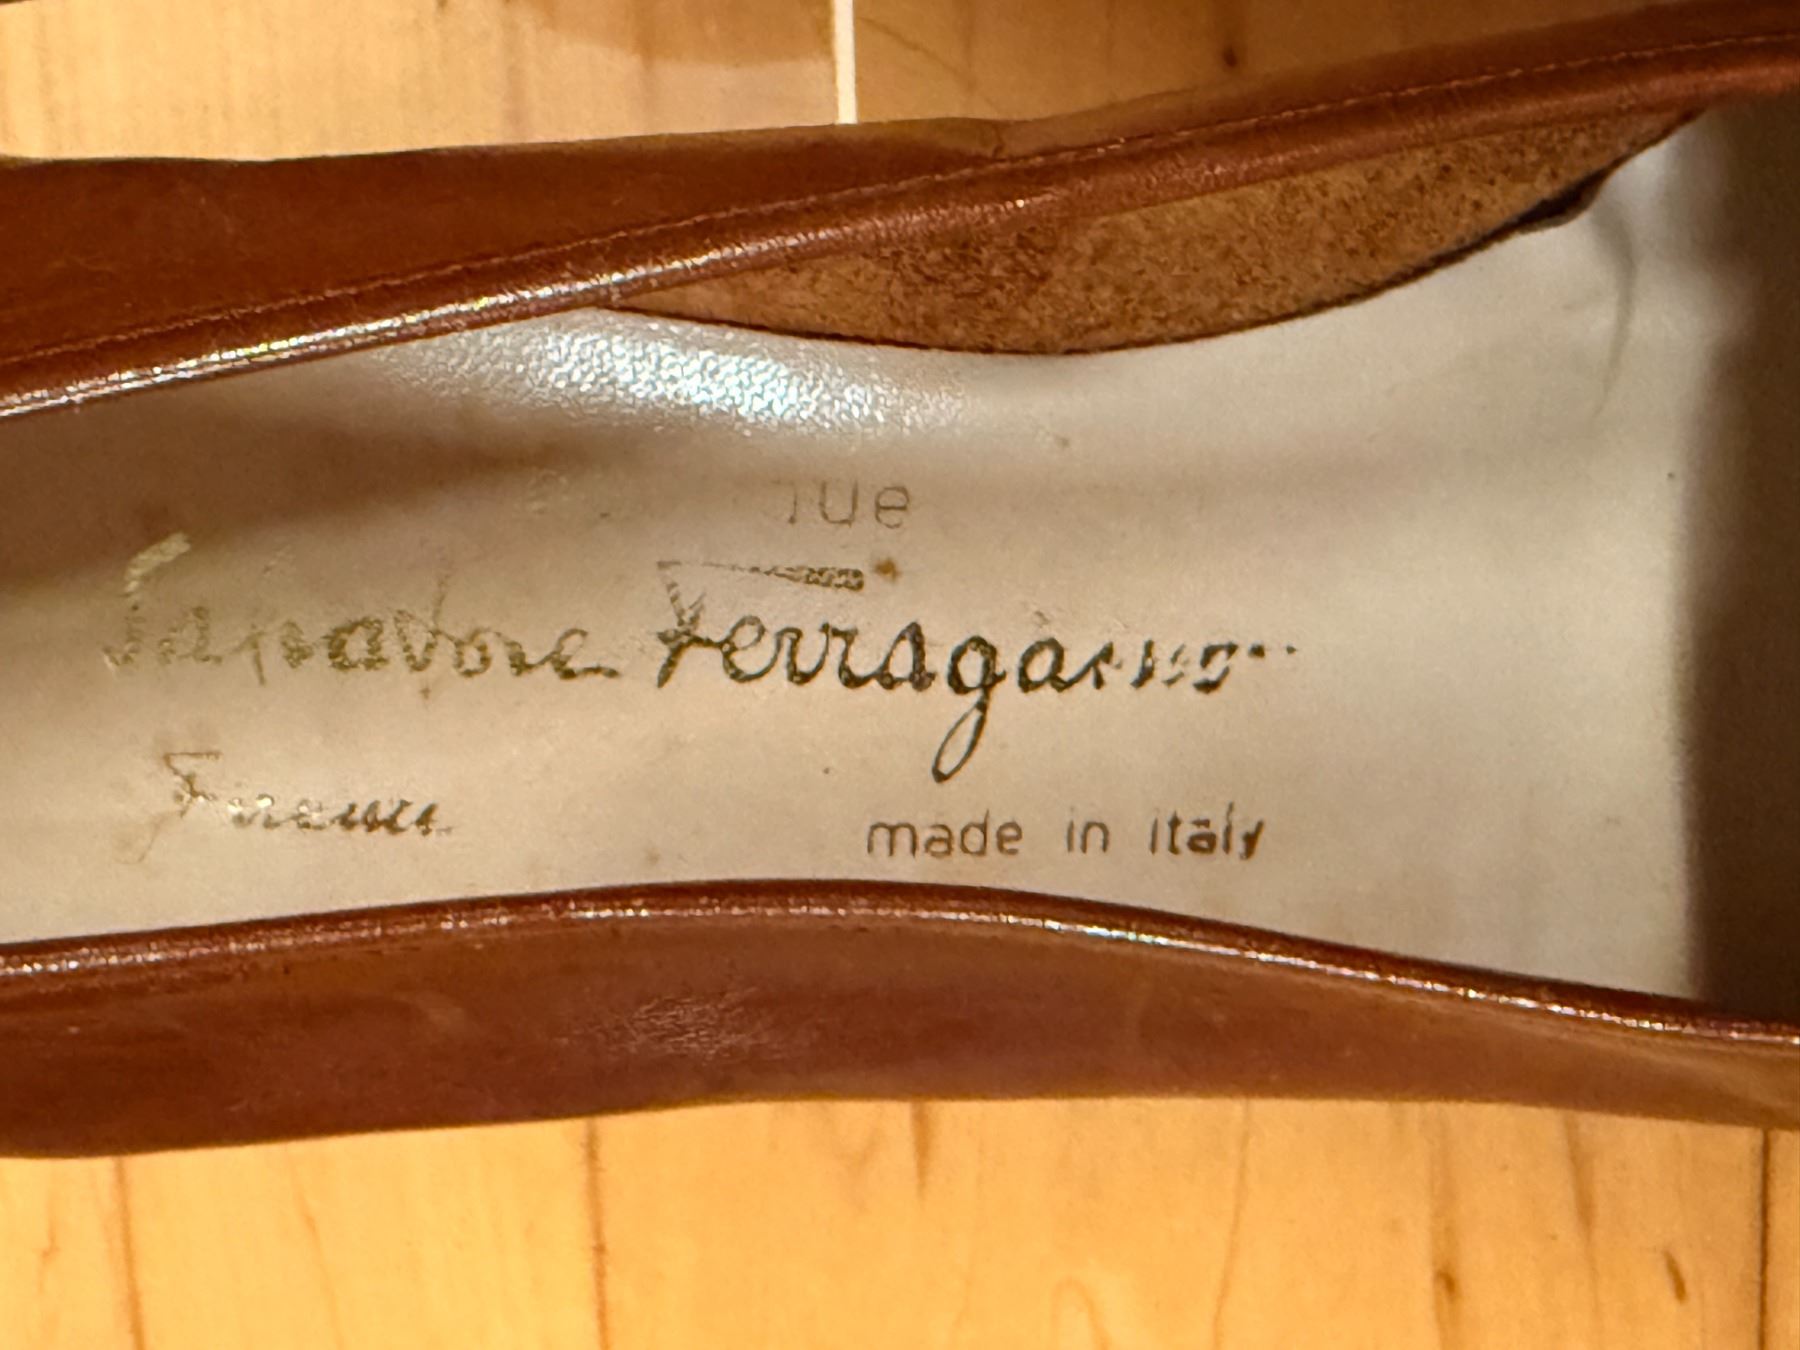 Salvatore Ferragamo
Firenze
made in italy